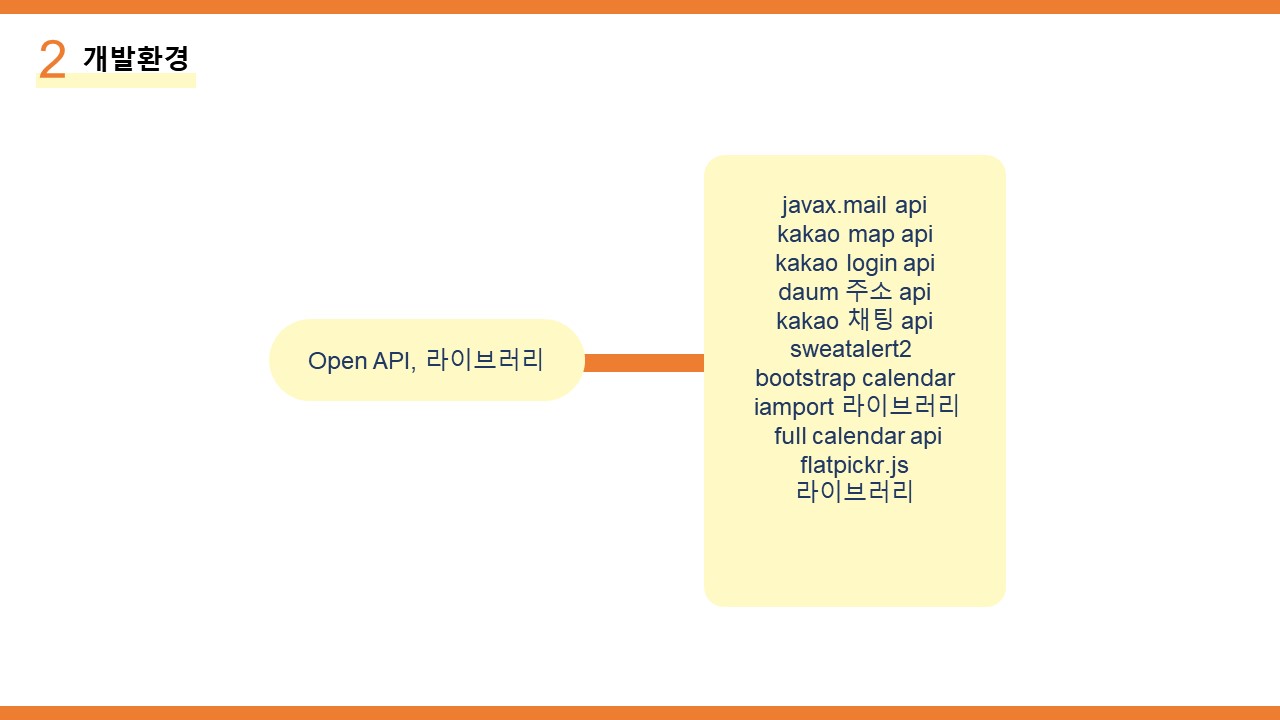 2 개발환경
Open API, 라이브러리
javax.mail api
kakao map api
kakao login api
daum 주소 api
kakao 채팅 api
sweatalert2
bootstrap calendar
iamport 라이브러리
full calendar api
flatpickr.js
라이브러리